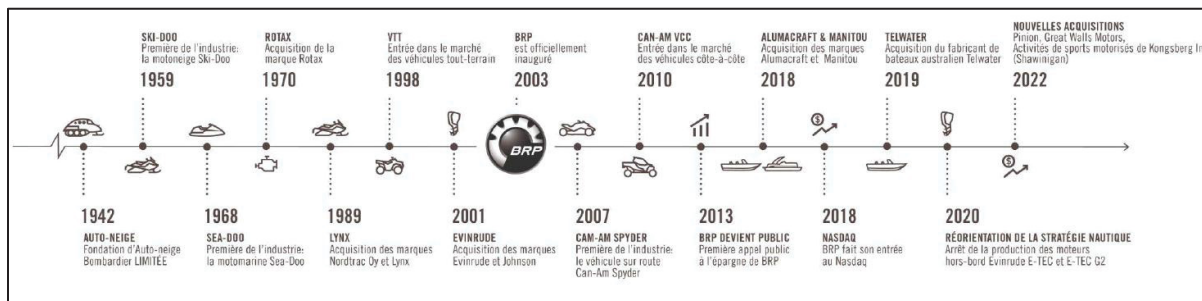 SKI-DOO
Première de l'industrie:
la motoneige Ski-Doo
1959
ROTAX
Acquisition de la
marque Rotax
1970
VTT
Entrée dans le marché
des véhicules tout-terrain
1998
BRP
est officiellement
inauguré
2003
CAN-AM VCC
Entrée dans le marché
des véhicules côte-à-côte
2010
ALUMACRAFT & MANITOU
Acquisition des marques
Alumacraft et Manitou
2018
TELWATER
Acquisition du fabricant de
bateaux australien Telwater
2019
NOUVELLES ACQUISITIONS
Pinion, Great Walls Motors,
Activités de sports motorisés de Kongsberg In
(Shawinigan)
2022
BRP
1942
AUTO-NEIGE
Fondation d'Auto-neige
Bombardier LIMITÉE
1968
SEA-DOO
Première de l'industrie:
la motomarine Sea-Doo
1989
LYNX
Acquisition des marques
Nordtrac Oy et Lynx
2001
EVINRUDE
Acquisition des marques
Evinrude et Johnson
2007
CAM-AM SPYDER
Première de l'industrie:
le véhicule sur route
Can-Am Spyder
2013
BRP DEVIENT PUBLIC
Première appel public
à l'épargne de BRP
2018
NASDAQ
BRP fait son entrée
au Nasdaq
2020
RÉORIENTATION DE LA STRATÉGIE NAUTIQUE
Arrêt de la production des moteurs
hors-bord Evinrude E-TEC et E-TEC G2